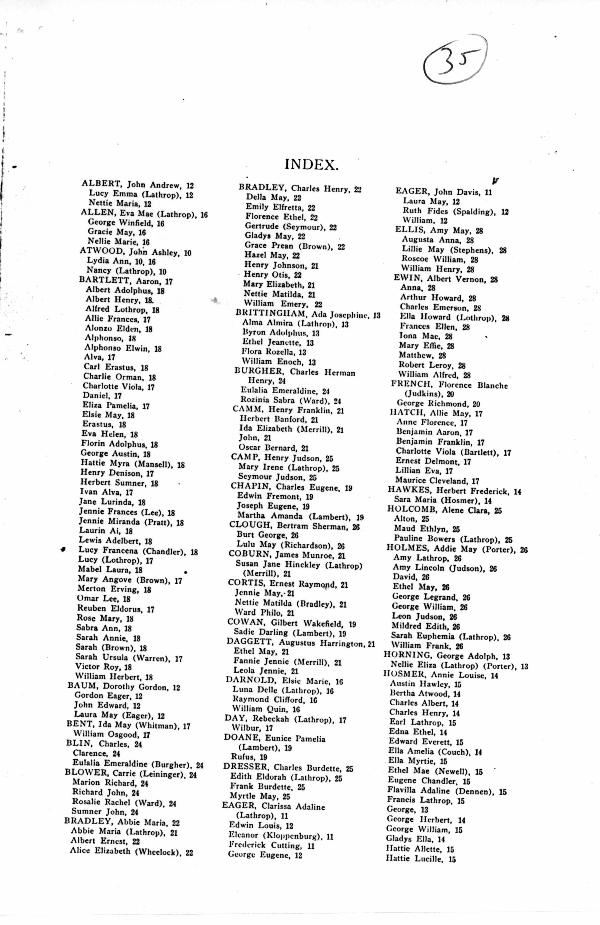 35
INDEX.
ALBERT, John Andrew, 12
Lucy Emma (Lathrop), 12
Nettie Maria, 12
ALLEN, Eva Mae (Lathrop), 16
George Winfield, 16
Gracie May, 16
Nellie Marie, 16
ATWOOD, John Ashley, 10
Lydia Ann, 10, 16
Nancy (Lathrop), 10
BARTLETT, Aaron, 17
Albert Adolphus, 18
Albert Henry, 18.
Alfred Lothrop, 18
Allie Frances, 17
Alonzo Elden, 18
Alphonso, 18
Alphonso Elwin, 18
Alva, 17
Carl Erastus, 18
Charlie Orman, 18
Charlotte Viola, 17
Daniel, 17
Eliza Pamelia, 17
Elsie May, 18
Erastus, 18
Eva Helen, 18
Florin Adolphus, 18
George Austin, 18
Hattie Myra (Mansell), 18
Henry Denison, 17
Herbert Sumner, 18
Ivan Alva, 17
Jane Lurinda, 18
Jennie Frances (Lee), 18
Jennie Miranda (Pratt), 18
Laurin Ai, 18
Lewis Adelbert, 18
Lucy Francena (Chandler), 18
Lucy (Lothrop), 17
Mabel Laura, 18
Mary Angove (Brown), 17
Merton Erving, 18
Omar Lee, 18
Reuben Eldorus, 17
Rose Mary, 18
Sabra Ann, 18
Sarah Annie, 18
Sarah (Brown), 18
Sarah Ursula (Warren), 17
Victor Roy, 18
William Herbert, 18
BAUM, Dorothy Gordon, 12
Gordon Eager, 12
John Edward, 12
Laura May (Eager), 12
BENT, Ida May (Whitman), 17
William Osgood, 17
BLIN, Charles, 24
Clarence, 24
Eulalia Emeraldine (Burgher), 24
BLOWER, Carrie (Leininger), 24
Marion Richard, 24
Richard John, 24
Rosalie Rachel (Ward), 24
Sumner John, 24
BRADLEY, Abbie Maria, 22
Abbie Maria (Lathrop), 21
Albert Ernest, 22
Alice Elizabeth (Wheelock), 22
BRADLEY, Charles Henry, 22
Della May, 22
Emily Elfretta, 22
Florence Ethel, 22
Gertrude (Seymour), 22
Gladys May, 22
Grace Prean (Brown), 22
Hazel May, 22
Henry Johnson, 21
Henry Otis, 22
Mary Elizabeth, 21
Nettie Matilda, 21
William Emery, 22
BRITTINGHAM, Ada Josephine, 13
Alma Almira (Lathrop), 13
Byron Adolphus, 13
Ethel Jeanette, 13
Flora Rozella, 13
William Enoch, 13
BURGHER, Charles Herman
Henry, 24
Eulalia Emeraldine, 24
Rozinia Sabra (Ward), 24
CAMM, Henry Franklin, 21
Herbert Banford, 21
Ida Elizabeth (Merrill), 21
John, 21
Oscar Bernard, 21
CAMP, Henry Judson, 25
Mary Irene (Lathrop), 25
Seymour Judson, 25
CHAPIN, Charles Eugene, 19
Edwin Fremont, 19
Joseph Eugene, 19
Martha Amanda (Lambert), 19
CLOUGH, Bertram Sherman, 26
Burt George, 26
Lulu May (Richardson), 26
COBURN, James Munroe, 21
Susan Jane Hinckley (Lathrop)
(Merrill), 21
CORTIS, Ernest Raymond, 21
Jennie May, 21
Nettie Matilda (Bradley), 21
Ward Philo, 21
COWAN, Gilbert Wakefield, 19
Sadie Darling (Lambert), 19
DAGGETT, Augustus Harrington, 21
Ethel May, 21
Fannie Jennie (Merrill), 21
Leola Jennie, 21
DARNOLD, Elsie Marie, 16
Luna Delle (Lathrop), 16
Raymond Clifford, 16
William Quin, 16
DAY, Rebeckah (Lathrop), 17
Wilbur, 17
DOANE, Eunice Pamelia
(Lambert), 19
Rufus, 19
DRESSER, Charles Burdette, 25
Edith Eldorah (Lathrop), 25
Frank Burdette, 25
Myrtle May, 25
EAGER, Clarissa Adaline
(Lathrop), 11
Edwin Louis, 12
Eleanor (Kloppenburg), 11
Frederick Cutting, 11
George Eugene, 12
EAGER, John Davis, 11
Laura May, 12
Ruth Fides (Spalding), 12
William, 12
ELLIS, Amy May, 28
Augusta Anna, 28
Lillie May (Stephens), 28
Roscoe William, 28
William Henry, 28
EWIN, Albert Vernon, 28
Anna, 28
Arthur Howard, 28
Charles Emerson, 28
Ella Howard (Lothrop), 28
Frances Ellen, 28
Iona Mae, 28
Mary Effie, 28
Matthew, 28
Robert Leroy, 28
William Alfred, 28
FRENCH, Florence Blanche
(Judkins), 20
George Richmond, 20
HATCH, Allie May, 17
Anne Florence, 17
Benjamin Aaron, 17
Benjamin Franklin, 17
Charlotte Viola (Bartlett), 17
Ernest Delmont, 17
Lillian Eva, 17
Maurice Cleveland, 17
HAWKES, Herbert Frederick, 14
Sara Maria (Hosmer), 14
HOLCOMB, Alene Clara, 25
Alton, 25
Maud Ethlyn, 25
Pauline Bowers (Lathrop), 25
HOLMES, Addie May (Porter), 26
Amy Lathrop, 26
Amy Lincoln (Judson), 26
David, 26
Ethel May, 26
George Legrand, 26
George William, 26
Leon Judson, 26
Mildred Edith, 26
Sarah Euphemia (Lathrop), 26
William Frank, 26
HORNING, George Adolph, 13
Nellie Eliza (Lathrop) (Porter), 13
HOSMER, Annie Louise, 14
Austin Hawley, 15
Bertha Atwood, 14
Charles Albert, 14
Charles Henry, 14
Earl Lathrop, 15
Edna Ethel, 14
Edward Everett, 15
Ella Amelia (Couch), 14
Ella Myrtie, 15
Ethel Mae (Newell), 15
Eugene Chandler, 15
Flavilla Adaline (Dennen), 15
Francis Lathrop, 15
George, 13
George Herbert, 14
George William, 15
Gladys Ella, 14
Hattie Allette, 15
Hattie Lucille, 15